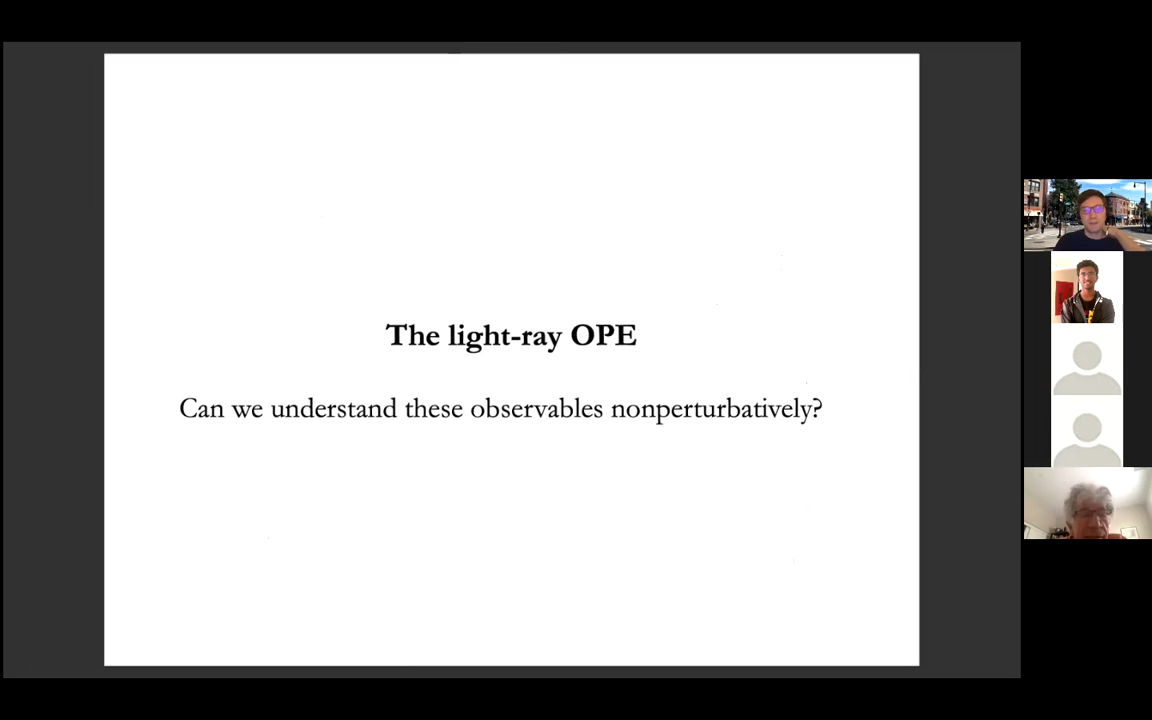 The light-ray OPE
Can we understand these observables nonperturbatively?